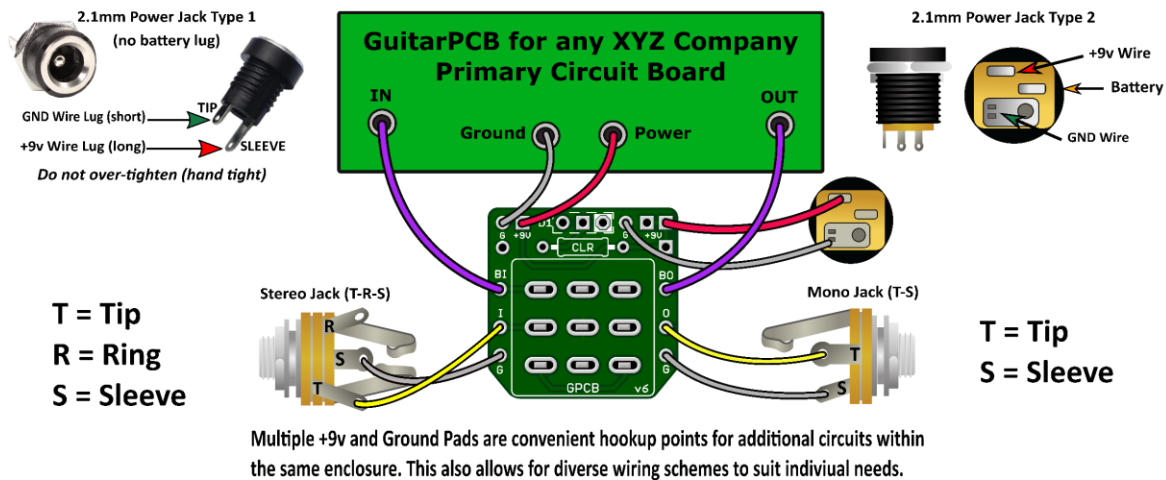 2.1mm Power Jack Type 1
(no battery lug)
TIP
GND Wire Lug (short)
+9v Wire Lug (long)
SLEEVE
Do not over-tighten (hand tight)
GuitarPCB for any XYZ Company
Primary Circuit Board
IN
OUT
Ground
Power
2.1mm Power Jack Type 2
+9v Wire
Battery
GND Wire
G
+9V
G
+9V
CLR
BI
BO
I
O
G
G
GPCB
v6
Stereo Jack (T-R-S)
R
S
T
T = Tip
R = Ring
S = Sleeve
Mono Jack (T-S)
T
S
T = Tip
S = Sleeve
Multiple +9v and Ground Pads are convenient hookup points for additional circuits within
the same enclosure. This also allows for diverse wiring schemes to suit indiviual needs.